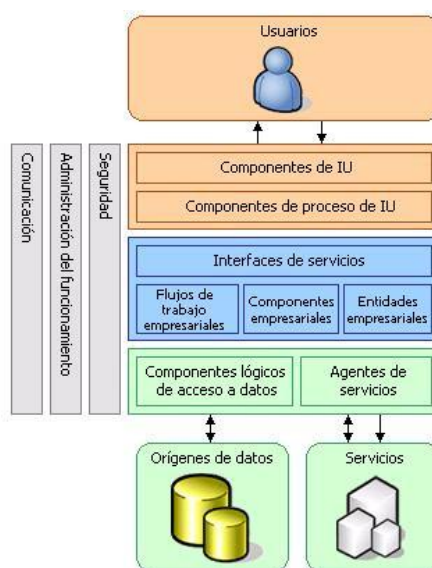 Usuarios
Comunicación
Administración del funcionamiento
Seguridad
Componentes de IU
Componentes de proceso de IU
Interfaces de servicios
Flujos de
trabajo
empresariales
Componentes
empresariales
Entidades
empresariales
Componentes lógicos
de acceso a datos
Agentes de
servicios
Orígenes de datos
Servicios